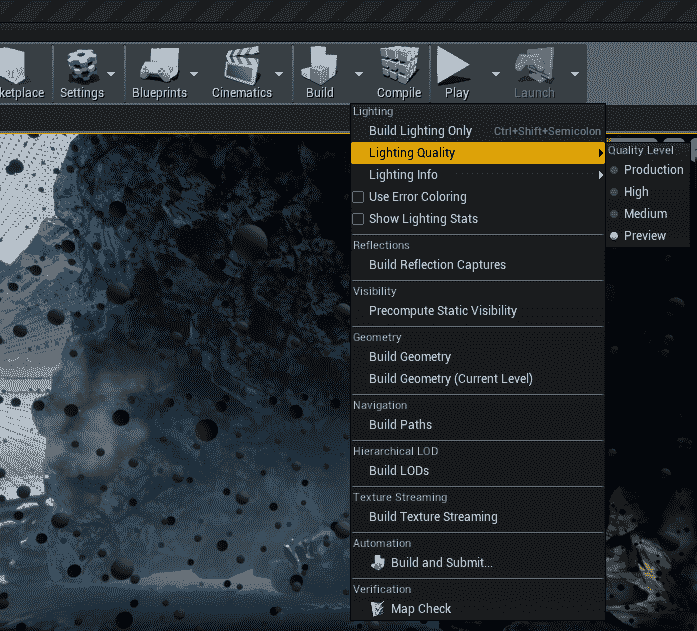 ketplace
Settings
Blueprints
Cinematics
Build
Compile
Play
Launch
Lighting
Build Lighting Only Ctrl+Shift+Semicolon
Lighting Quality
Lighting Info
Use Error Coloring
Show Lighting Stats
Reflections
Build Reflection Captures
Visibility
Precompute Static Visibility
Geometry
Build Geometry
Build Geometry (Current Level)
Navigation
Build Paths
Hierarchical LOD
Build LODs
Texture Streaming
Build Texture Streaming
Automation
Build and Submit...
Verification
Map Check
Quality Level
Production
High
Medium
Preview